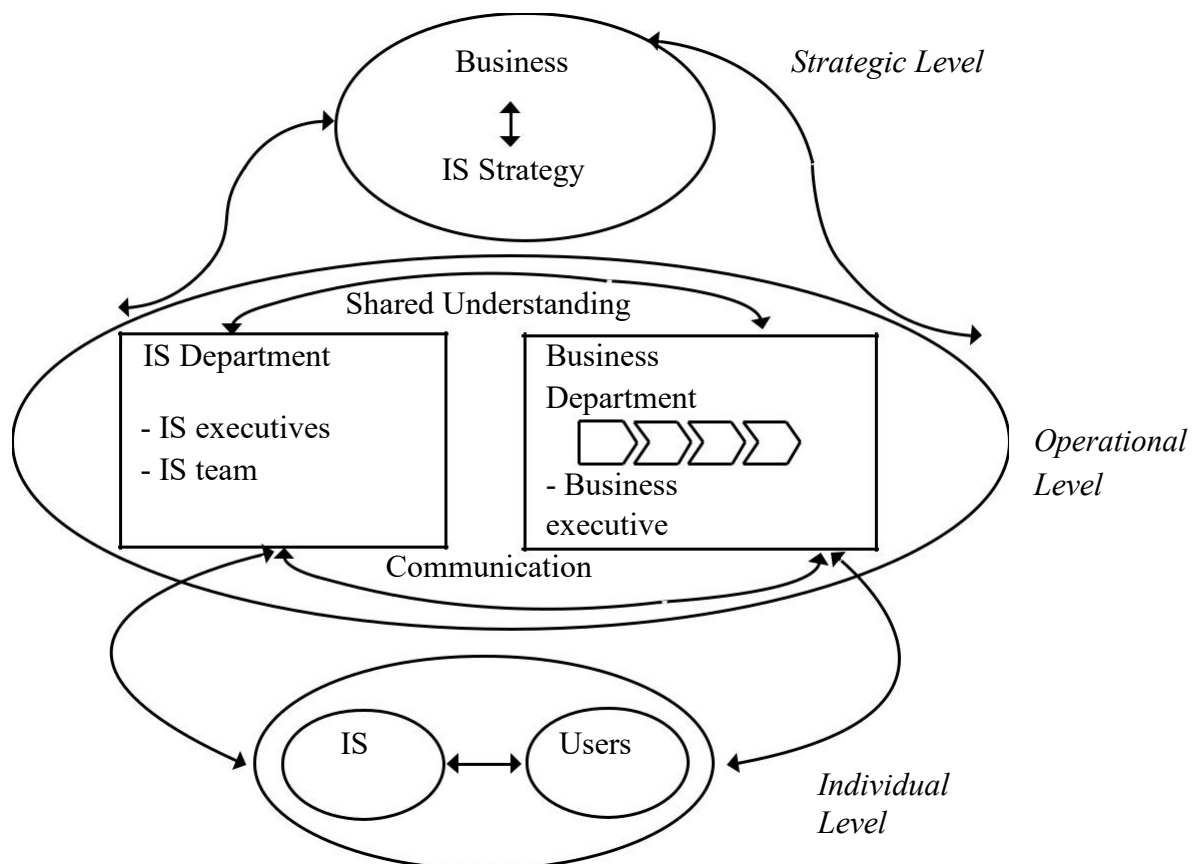 Business
Strategic Level
IS Strategy
Shared Understanding
IS Department
- IS executives
- IS team
Business
Department
- Business
executive
Operational
Level
Communication
IS
Users
Individual
Level